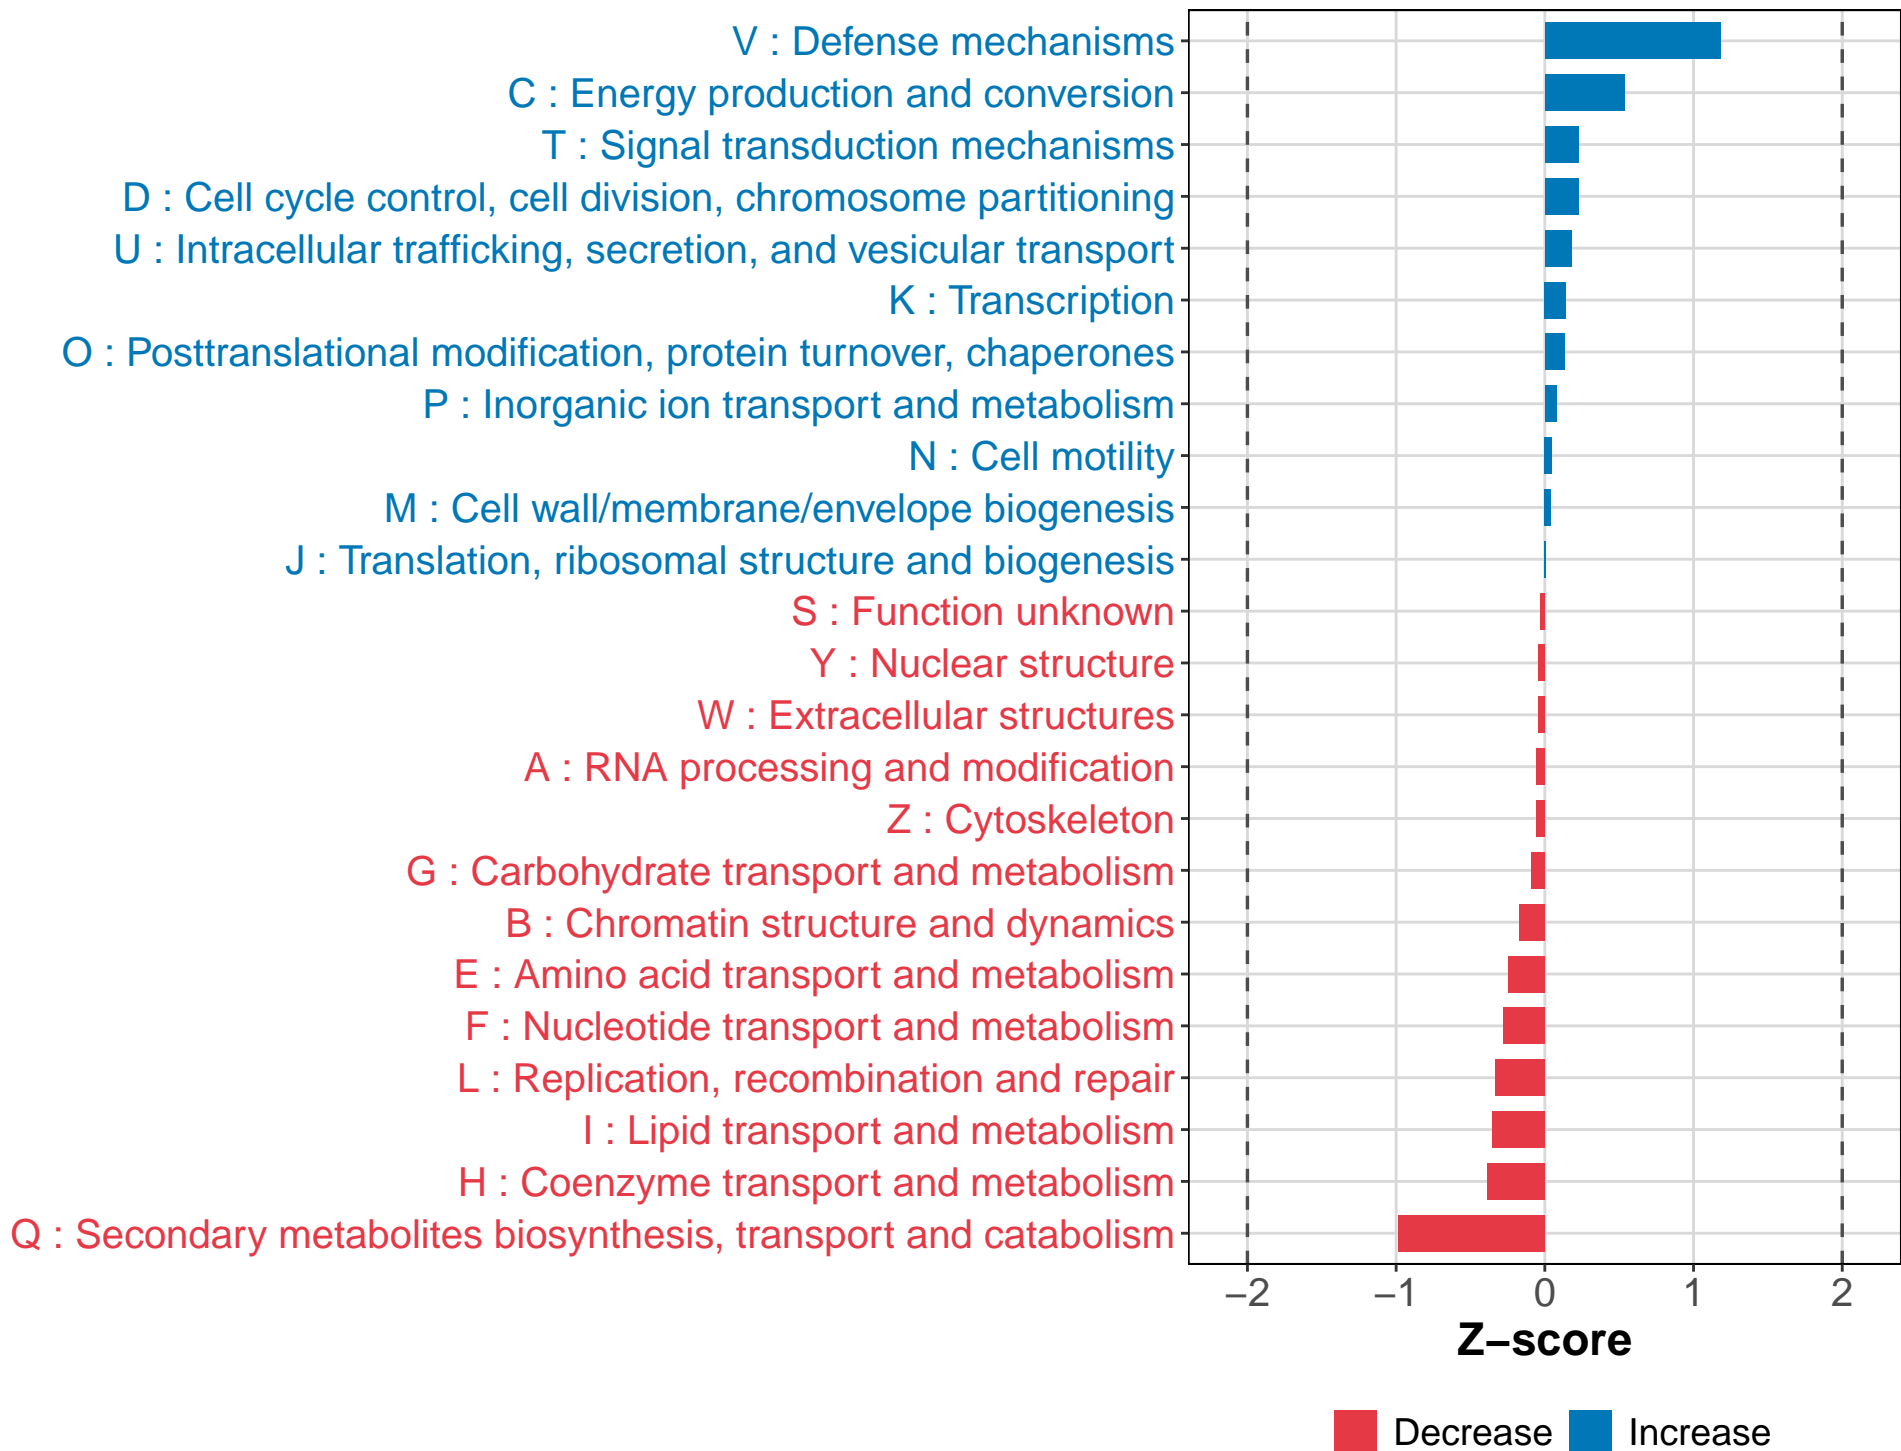 V : Defense mechanisms
C : Energy production and conversion
T : Signal transduction mechanisms
D : Cell cycle control, cell division, chromosome partitioning
U : Intracellular trafficking, secretion, and vesicular transport
K : Transcription
O : Posttranslational modification, protein turnover, chaperones
P : Inorganic ion transport and metabolism
N : Cell motility
M : Cell wall/membrane/envelope biogenesis
J : Translation, ribosomal structure and biogenesis
S : Function unknown
Y : Nuclear structure
W : Extracellular structures
A : RNA processing and modification
Z : Cytoskeleton
G : Carbohydrate transport and metabolism
B : Chromatin structure and dynamics
E : Amino acid transport and metabolism
F : Nucleotide transport and metabolism
L : Replication, recombination and repair
I : Lipid transport and metabolism
H : Coenzyme transport and metabolism
Q : Secondary metabolites biosynthesis, transport and catabolism
−2 −1 0 1 2
Z−score
Decrease Increase